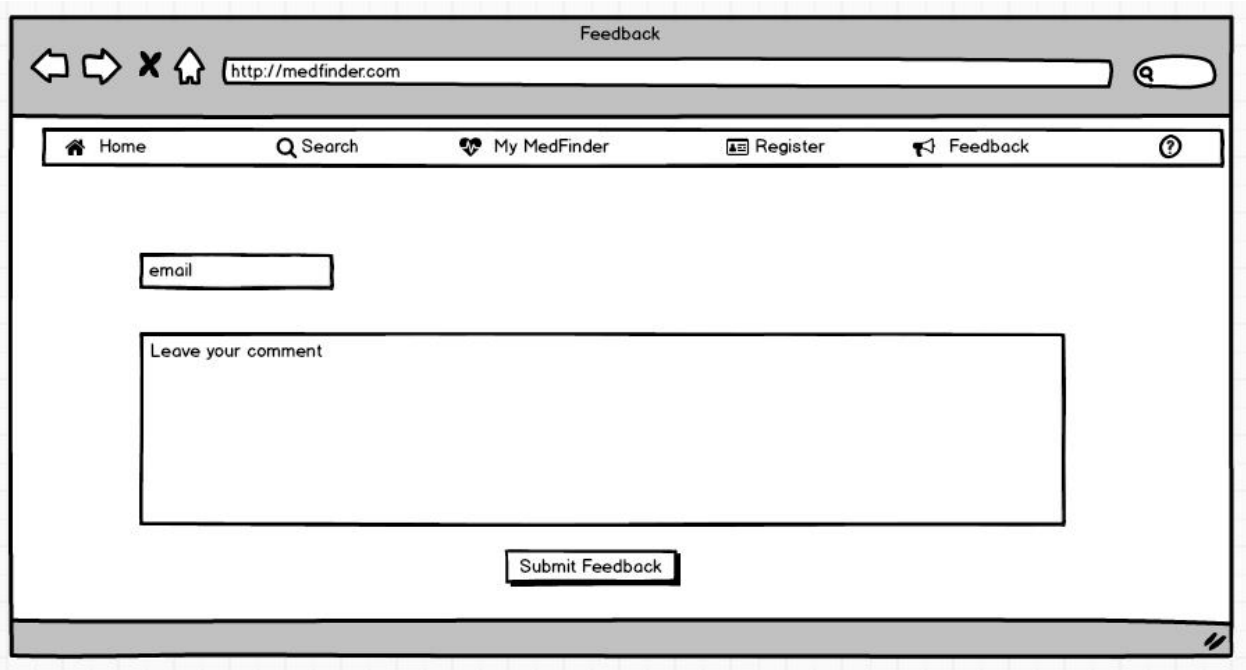 Feedback
http://medfinder.com
Home Search My MedFinder Register Feedback ?
email
Leave your comment
Submit Feedback